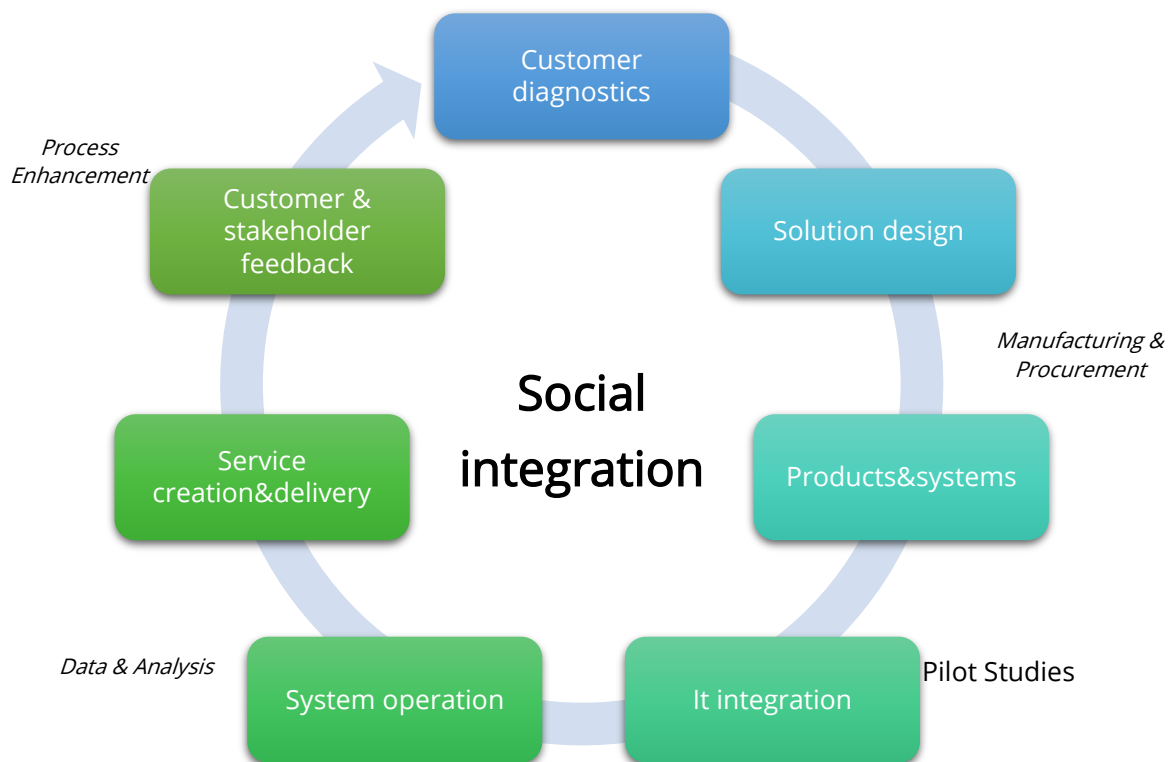 Customer
diagnostics
Process
Enhancement
Customer &
stakeholder
feedback
Solution design
Manufacturing &
Procurement
Social
integration
Service
creation&delivery
Products&systems
Data & Analysis
System operation
It integration
Pilot Studies